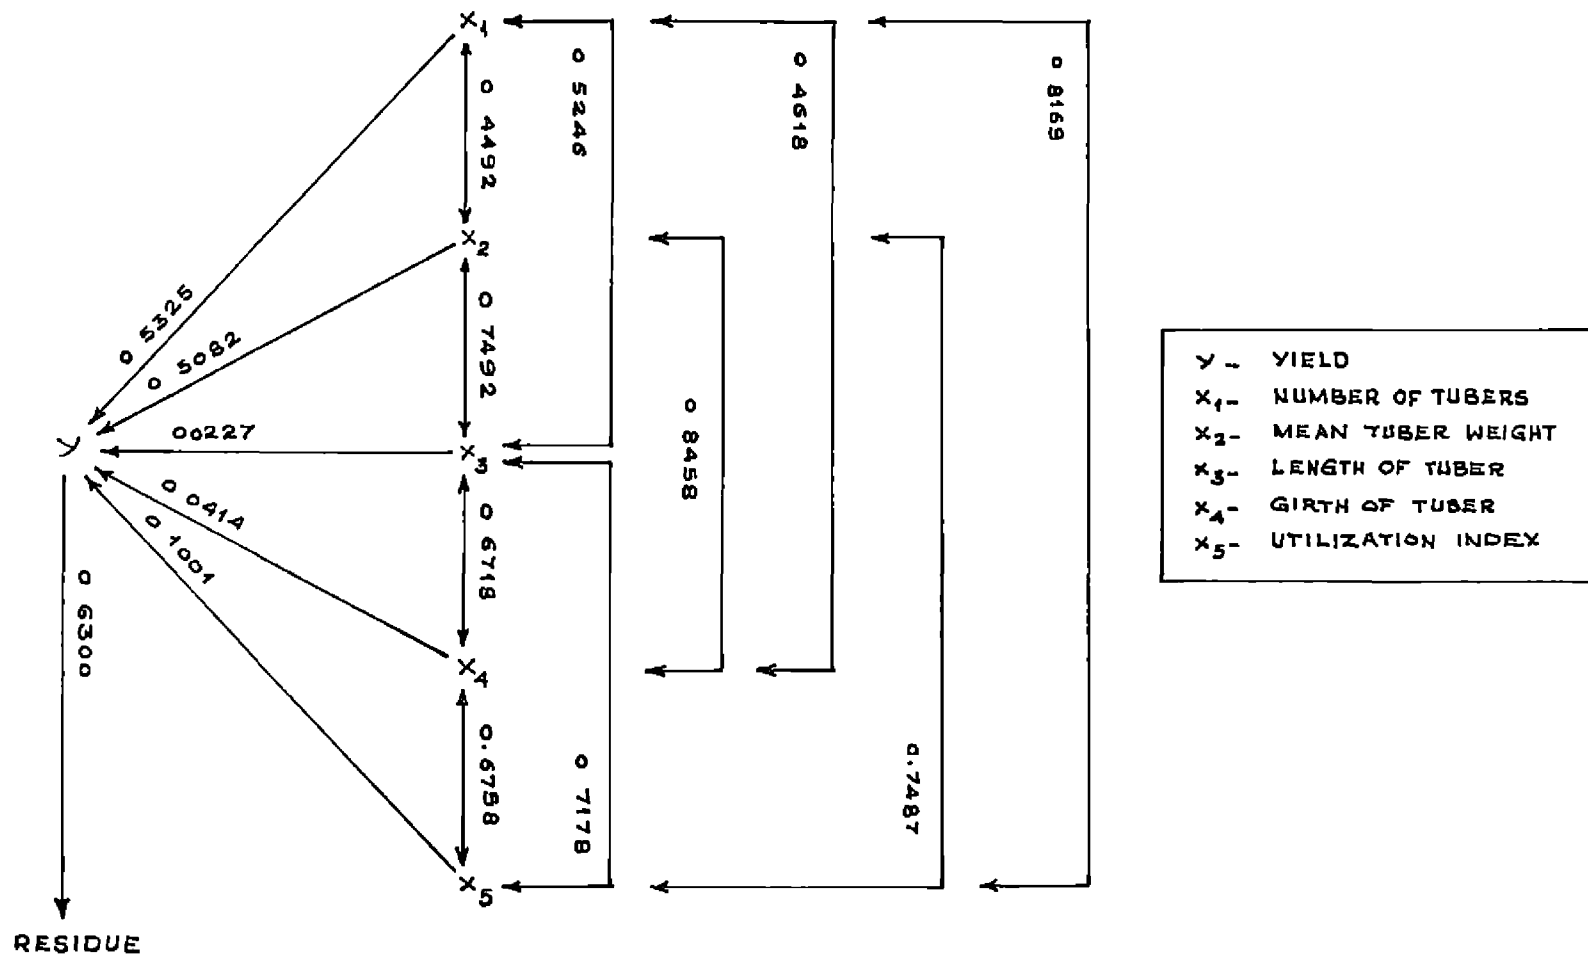 X1
0 4492
0 5246
0 4618
0 8169
X2
0 5325
0 5082
0 7492
0 8458
Y
00227
X3
0 0414
0 1001
0 6718
0 6300
X4
0.6758
0 7178
0.7487
X5
RESIDUE
Y - YIELD
X1- NUMBER OF TUBERS
X2- MEAN TUBER WEIGHT
X3- LENGTH OF TUBER
X4- GIRTH OF TUBER
X5- UTILIZATION INDEX